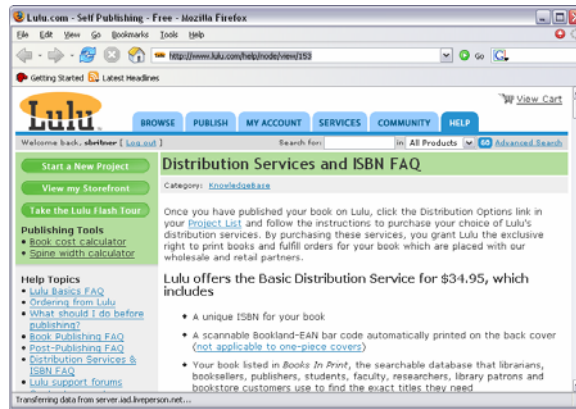 Lulu.com - Self Publishing - Free - Mozilla Firefox
File Edit View Go Bookmarks Tools Help
http://www.lulu.com/help/node/view/153
Go
Getting Started Latest Headlines
Lulu
View Cart
BROWSE PUBLISH MY ACCOUNT SERVICES COMMUNITY HELP
Welcome back, sbritner [ Log out ] Search for: in All Products GO Advanced Search
Start a New Project
View my Storefront
Take the Lulu Flash Tour
Publishing Tools
• Book cost calculator
• Spine width calculator
Help Topics
• Lulu Basics FAQ
• Ordering from Lulu
• What should I do before
publishing?
• Book Publishing FAQ
• Post-Publishing FAQ
• Distribution Services &
ISBN FAQ
• Lulu support forums
Distribution Services and ISBN FAQ
Category: Knowledgebase
Once you have published your book on Lulu, click the Distribution Options link in
your Project List and follow the instructions to purchase your choice of Lulu's
distribution services. By purchasing these services, you grant Lulu the exclusive
right to print books and fulfill orders for your book which are placed with our
wholesale and retail partners.
Lulu offers the Basic Distribution Service for $34.95, which
includes
• A unique ISBN for your book
• A scannable Bookland-EAN bar code automatically printed on the back cover
(not applicable to one-piece covers)
• Your book listed in Books In Print, the searchable database that librarians,
booksellers, publishers, students, faculty, researchers, library patrons and
bookstore customers use to find the exact titles they need
Transferring data from server.iad.liveperson.net...